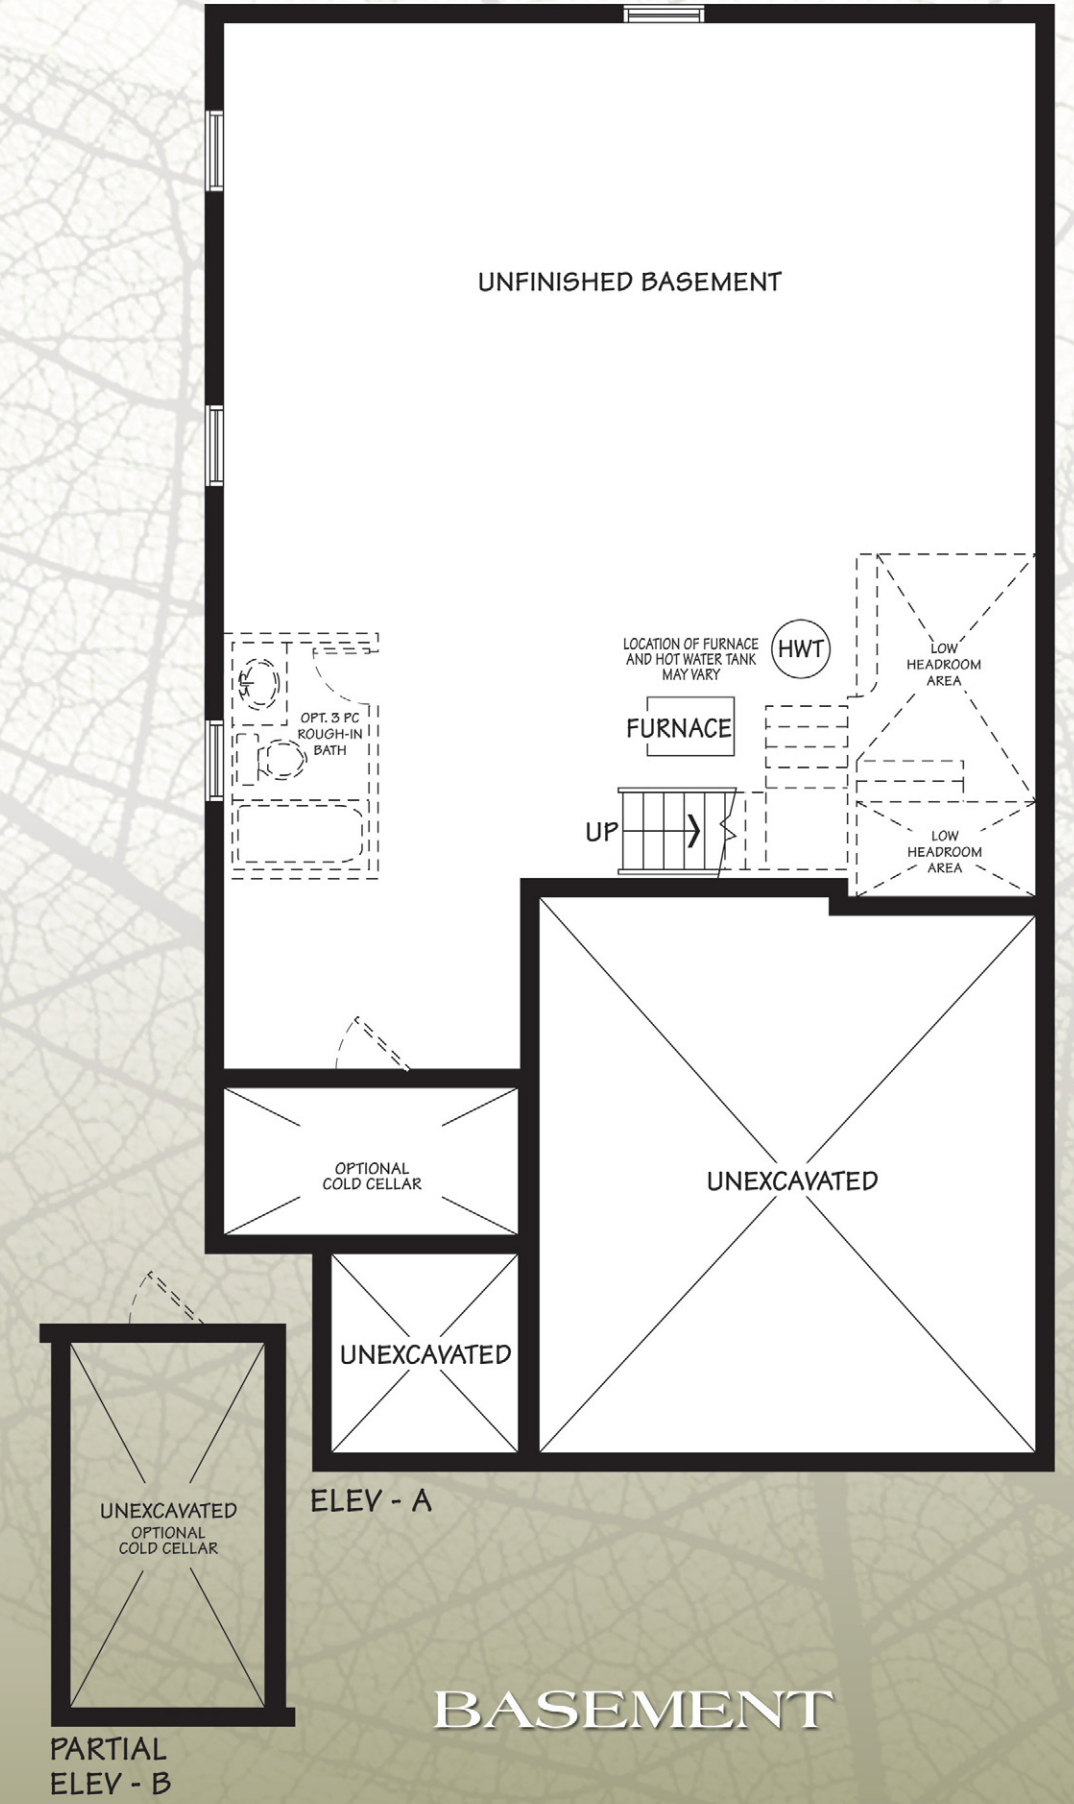 UNFINISHED BASEMENT
LOCATION OF FURNACE
AND HOT WATER TANK
MAY VARY
HWT
LOW
HEADROOM
AREA
OPT. 3 PC
ROUGH-IN
BATH
FURNACE
UP
LOW
HEADROOM
AREA
OPTIONAL
COLD CELLAR
UNEXCAVATED
UNEXCAVATED
ELEV - A
UNEXCAVATED
OPTIONAL
COLD CELLAR
BASEMENT
PARTIAL
ELEV - B